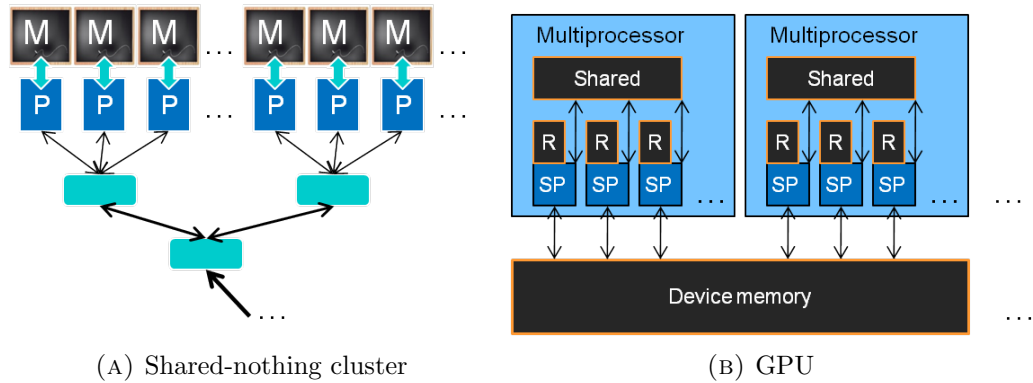 M M M ... M M M ...
P P P ... P P P ...
...
(A) Shared-nothing cluster
Multiprocessor
Shared
R R R
SP SP SP ...
Multiprocessor
Shared
R R R
SP SP SP ... ...
Device memory ...
(B) GPU